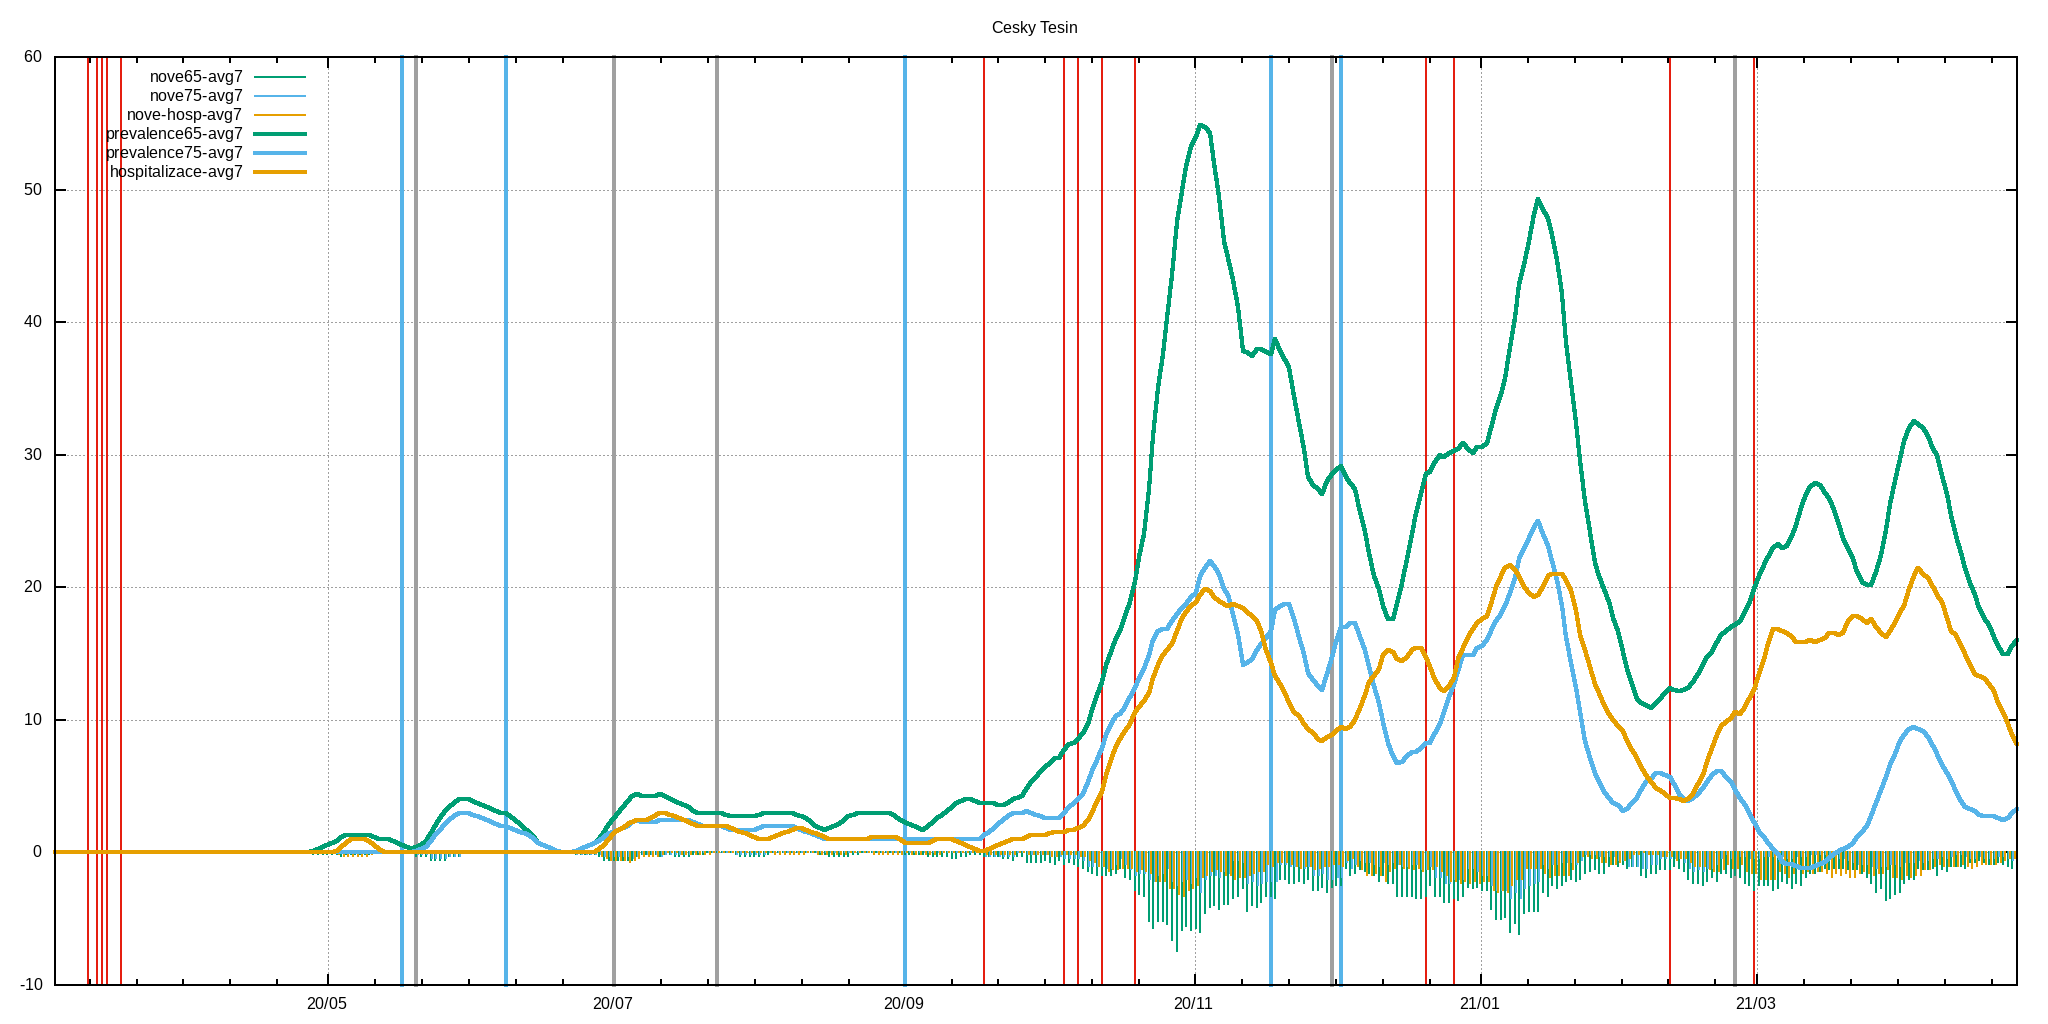 Cesky Tesin
60
50
40
30
20
10
0
-10
nove65-avg7
nove75-avg7
nove-hosp-avg7
prevalence65-avg7
prevalence75-avg7
hospitalizace-avg7
20/05
20/07
20/09
20/11
21/01
21/03